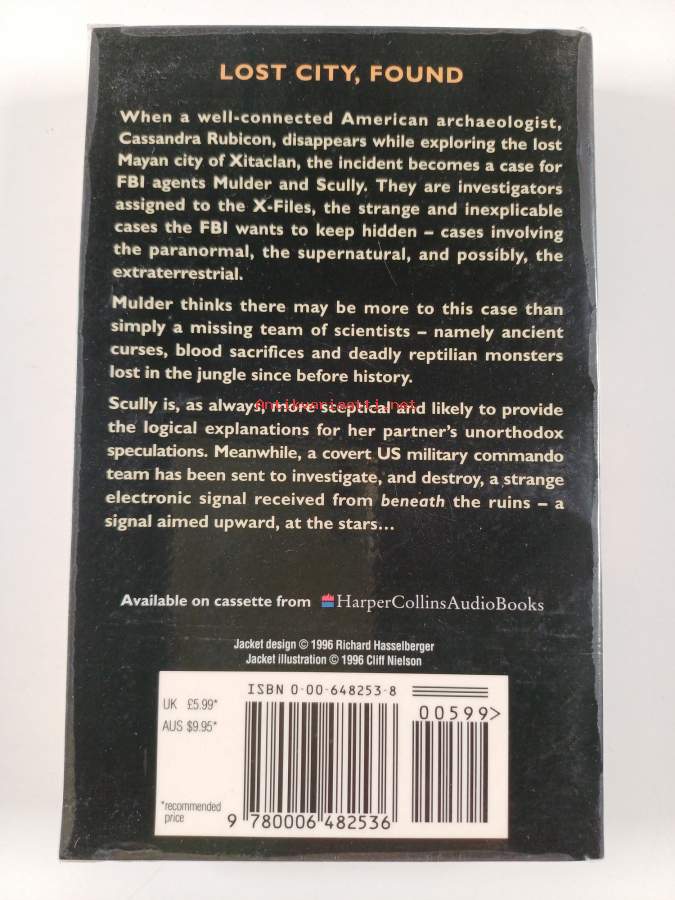 LOST CITY, FOUND
When a well-connected American archaeologist,
Cassandra Rubicon, disappears while exploring the lost
Mayan city of Xitaclan, the incident becomes a case for
FBI agents Mulder and Scully. They are investigators
assigned to the X-Files, the strange and inexplicable
cases the FBI wants to keep hidden – cases involving
the paranormal, the supernatural, and possibly, the
extraterrestrial.
Mulder thinks there may be more to this case than
simply a missing team of scientists – namely ancient
curses, blood sacrifices and deadly reptilian monsters
lost in the jungle since before history.
Scully is, as always, more sceptical and likely to provide
Antikvariaatti.net
the logical explanations for her partner's unorthodox
speculations. Meanwhile, a covert US military commando
team has been sent to investigate, and destroy, a strange
electronic signal received from beneath the ruins – a
signal aimed upward, at the stars...
Available on cassette from HarperCollinsAudioBooks
Jacket design © 1996 Richard Hasselberger
Jacket illustration © 1996 Cliff Nielson
ISBN 0-00-648253-8
UK £5.99*
AUS $9.95*
00599>
*recommended
price
9 780006 482536